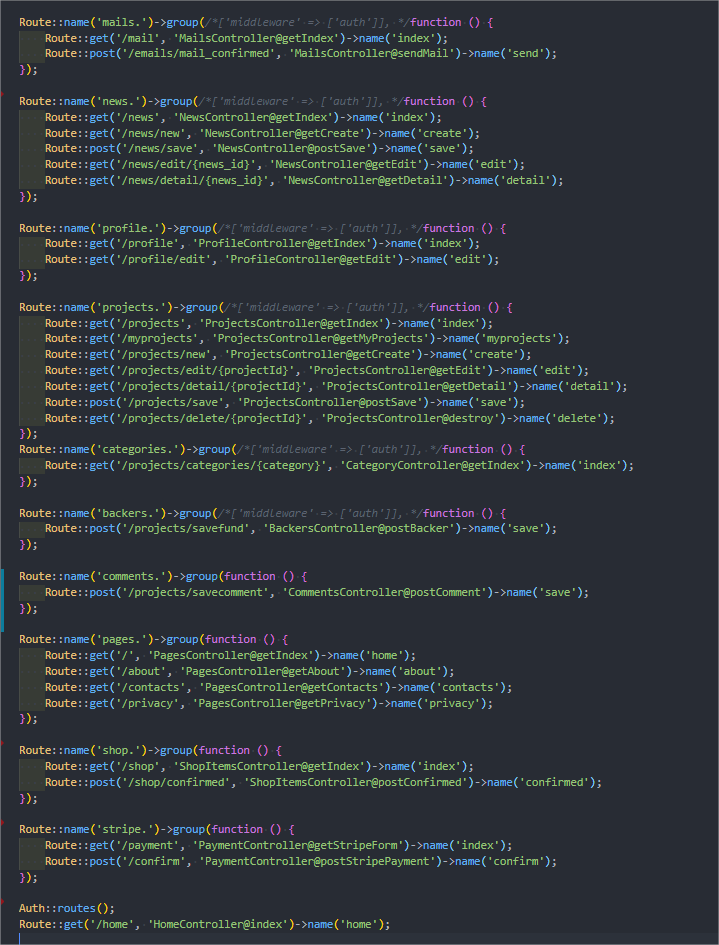 Route::name('mails.')->group(/*['middleware' => ['auth']], */function () {
    Route::get('/mail', 'MailsController@getIndex')->name('index');
    Route::post('/emails/mail_confirmed', 'MailsController@sendMail')->name('send');
});

Route::name('news.')->group(/*['middleware' => ['auth']], */function () {
    Route::get('/news', 'NewsController@getIndex')->name('index');
    Route::get('/news/new', 'NewsController@getCreate')->name('create');
    Route::post('/news/save', 'NewsController@postSave')->name('save');
    Route::get('/news/edit/{news_id}', 'NewsController@getEdit')->name('edit');
    Route::get('/news/detail/{news_id}', 'NewsController@getDetail')->name('detail');
});

Route::name('profile.')->group(/*['middleware' => ['auth']], */function () {
    Route::get('/profile', 'ProfileController@getIndex')->name('index');
    Route::get('/profile/edit', 'ProfileController@getEdit')->name('edit');
});

Route::name('projects.')->group(/*['middleware' => ['auth']], */function () {
    Route::get('/projects', 'ProjectsController@getIndex')->name('index');
    Route::get('/myprojects', 'ProjectsController@getMyProjects')->name('myprojects');
    Route::get('/projects/new', 'ProjectsController@getCreate')->name('create');
    Route::get('/projects/edit/{projectId}', 'ProjectsController@getEdit')->name('edit');
    Route::get('/projects/detail/{projectId}', 'ProjectsController@getDetail')->name('detail');
    Route::post('/projects/save', 'ProjectsController@postSave')->name('save');
    Route::get('/projects/delete/{projectId}', 'ProjectsController@destroy')->name('delete');
});
Route::name('categories.')->group(/*['middleware' => ['auth']], */function () {
    Route::get('/projects/categories/{category}', 'CategoryController@getIndex')->name('index');
});

Route::name('backers.')->group(/*['middleware' => ['auth']], */function () {
    Route::post('/projects/savefund', 'BackersController@postBacker')->name('save');
});

Route::name('comments.')->group(function () {
    Route::post('/projects/savecomment', 'CommentsController@postComment')->name('save');
});

Route::name('pages.')->group(function () {
    Route::get('/', 'PagesController@getIndex')->name('home');
    Route::get('/about', 'PagesController@getAbout')->name('about');
    Route::get('/contacts', 'PagesController@getContacts')->name('contacts');
    Route::get('/privacy', 'PagesController@getPrivacy')->name('privacy');
});

Route::name('shop.')->group(function () {
    Route::get('/shop', 'ShopItemsController@getIndex')->name('index');
    Route::post('/shop/confirmed', 'ShopItemsController@postConfirmed')->name('confirmed');
});

Route::name('stripe.')->group(function () {
    Route::get('/payment', 'PaymentController@getStripeForm')->name('index');
    Route::post('/confirm', 'PaymentController@postStripePayment')->name('confirm');
});

Auth::routes();
Route::get('/home', 'HomeController@index')->name('home');